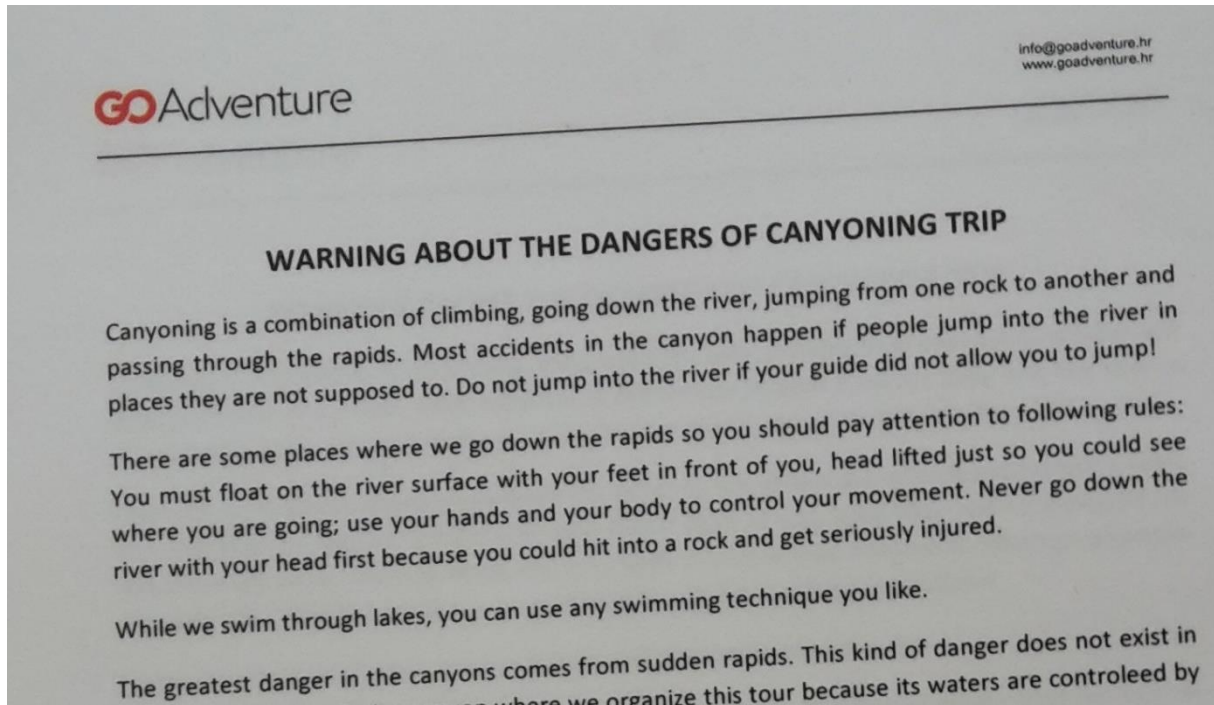 info@goadventure.hr
www.goadventure.hr
GOAdventure
WARNING ABOUT THE DANGERS OF CANYONING TRIP
Canyoning is a combination of climbing, going down the river, jumping from one rock to another and
passing through the rapids. Most accidents in the canyon happen if people jump into the river in
places they are not supposed to. Do not jump into the river if your guide did not allow you to jump!
There are some places where we go down the rapids so you should pay attention to following rules:
You must float on the river surface with your feet in front of you, head lifted just so you could see
where you are going; use your hands and your body to control your movement. Never go down the
river with your head first because you could hit into a rock and get seriously injured.
While we swim through lakes, you can use any swimming technique you like.
The greatest danger in the canyons comes from sudden rapids. This kind of danger does not exist in
where we organize this tour because its waters are controleed by